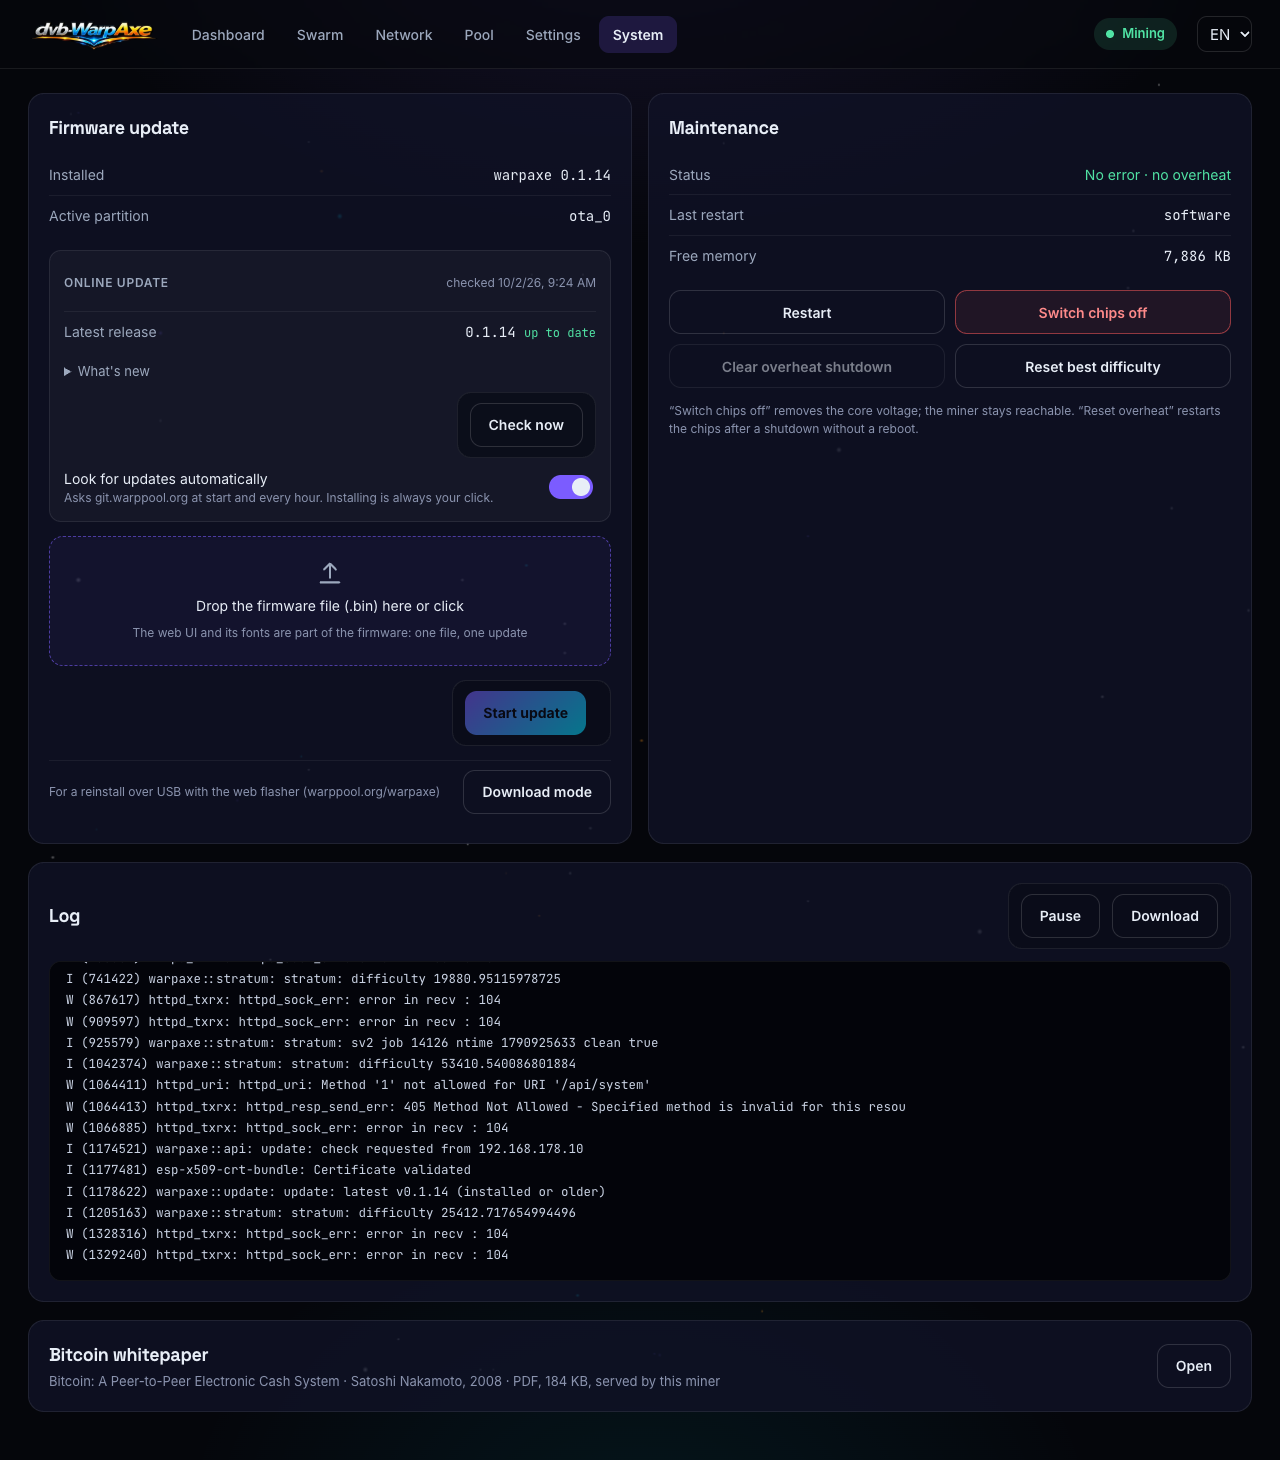 dvb-WarpAxe
Dashboard
Swarm
Network
Pool
Settings
System
Mining
EN
Firmware update
Installed
warpaxe 0.1.14
Active partition
ota_0
ONLINE UPDATE
checked 10/2/26, 9:24 AM
Latest release
0.1.14 up to date
What's new
Check now
Look for updates automatically
Asks git.warppool.org at start and every hour. Installing is always your click.
Drop the firmware file (.bin) here or click
The web UI and its fonts are part of the firmware: one file, one update
Start update
For a reinstall over USB with the web flasher (warppool.org/warpaxe)
Download mode
Maintenance
Status
No error · no overheat
Last restart
software
Free memory
7,886 KB
Restart
Switch chips off
Clear overheat shutdown
Reset best difficulty
“Switch chips off” removes the core voltage; the miner stays reachable. “Reset overheat” restarts
the chips after a shutdown without a reboot.
Log
Pause
Download
I (741422) warpaxe::stratum: stratum: difficulty 19880.95115978725
W (867617) httpd_txrx: httpd_sock_err: error in recv : 104
W (909597) httpd_txrx: httpd_sock_err: error in recv : 104
I (925579) warpaxe::stratum: stratum: sv2 job 14126 ntime 1790925633 clean true
I (1042374) warpaxe::stratum: stratum: difficulty 53410.540086801884
W (1064411) httpd_uri: httpd_uri: Method '1' not allowed for URI '/api/system'
W (1064413) httpd_txrx: httpd_resp_send_err: 405 Method Not Allowed - Specified method is invalid for this resou
W (1066885) httpd_txrx: httpd_sock_err: error in recv : 104
I (1174521) warpaxe::api: update: check requested from 192.168.178.10
I (1177481) esp-x509-crt-bundle: Certificate validated
I (1178622) warpaxe::update: update: latest v0.1.14 (installed or older)
I (1205163) warpaxe::stratum: stratum: difficulty 25412.717654994496
W (1328316) httpd_txrx: httpd_sock_err: error in recv : 104
W (1329240) httpd_txrx: httpd_sock_err: error in recv : 104
Bitcoin whitepaper
Bitcoin: A Peer-to-Peer Electronic Cash System · Satoshi Nakamoto, 2008 · PDF, 184 KB, served by this miner
Open